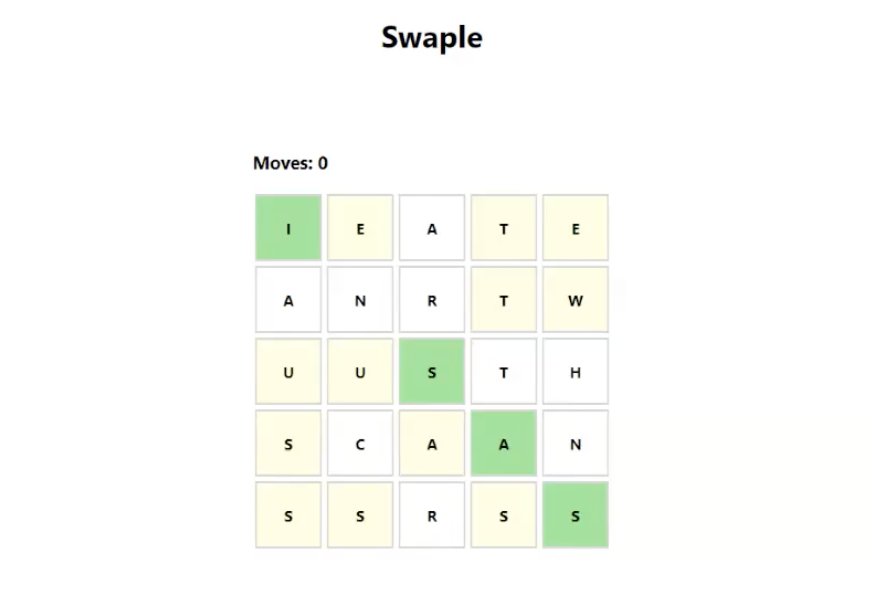 Swaple
Moves: 0
I E A T E
A N R T W
U U S T H
S C A A N
S S R S S